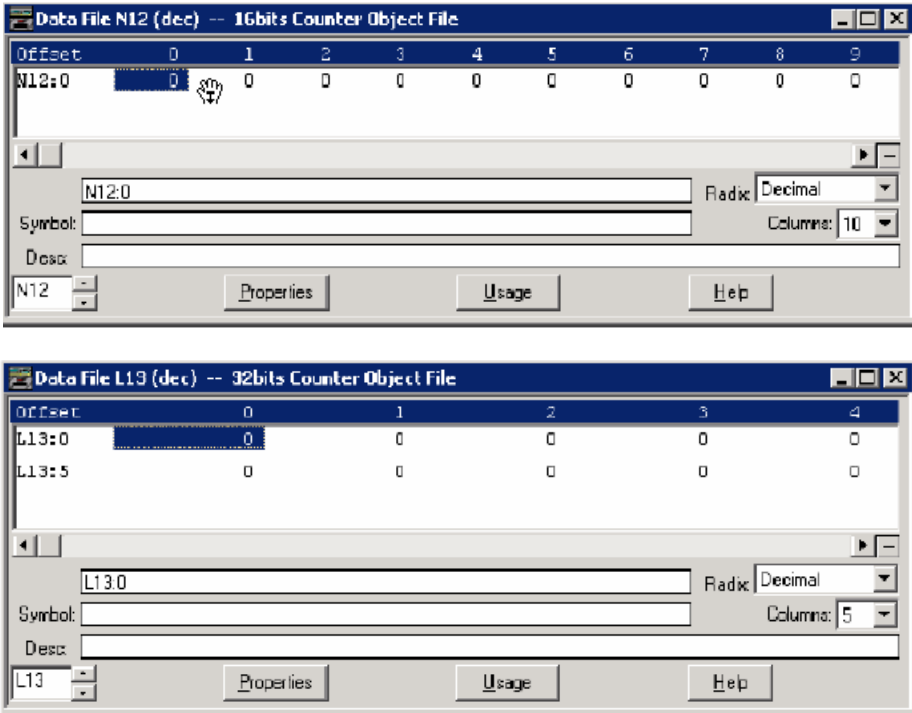 Data File N12 (dec) -- 16bits Counter Object File
Offset 0 1 2 3 4 5 6 7 8 9
N12:0 0 0 0 0 0 0 0 0 0 0
N12:0
Radix: Decimal
Symbol:
Columns: 10
Desc:
N12
Properties Usage Help
Data File L13 (dec) -- 32bits Counter Object File
Offset 0 1 2 3 4
L13:0 0 0 0 0 0
L13:5 0 0 0 0 0
L13:0
Radix: Decimal
Symbol:
Columns: 5
Desc:
L13
Properties Usage Help